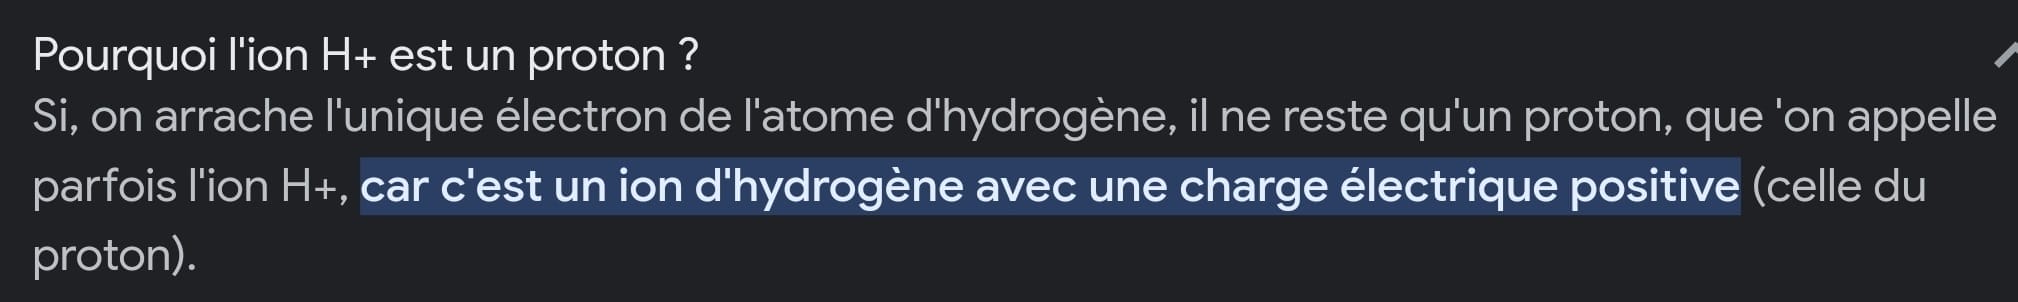 Pourquoi l'ion H+ est un proton ?
Si, on arrache l'unique électron de l'atome d'hydrogène, il ne reste qu'un proton, que 'on appelle
parfois l'ion H+, car c'est un ion d'hydrogène avec une charge électrique positive (celle du
proton).